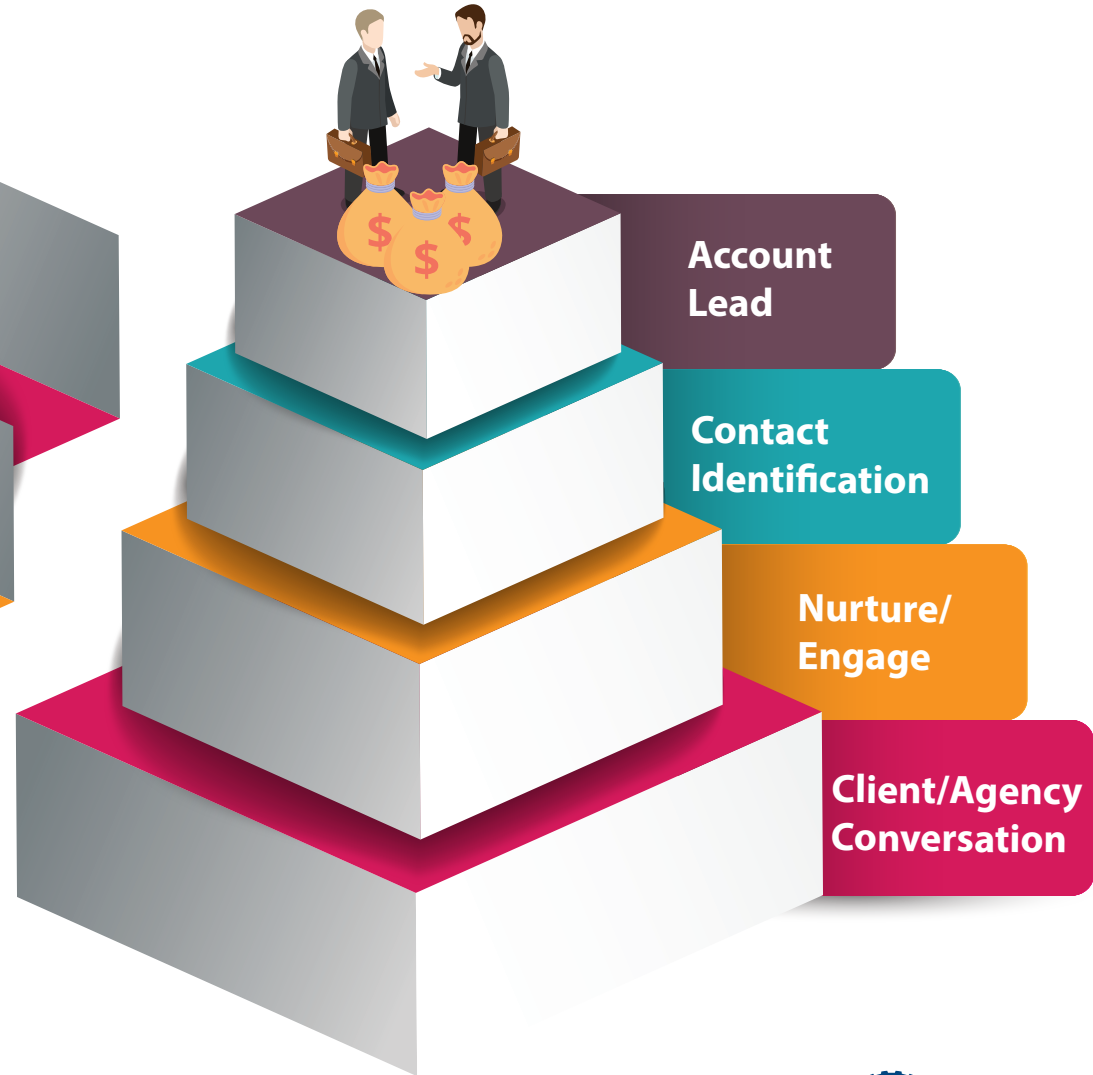 $ $
$
Account
Lead
Contact
Identification
Nurture/
Engage
Client/Agency
Conversation